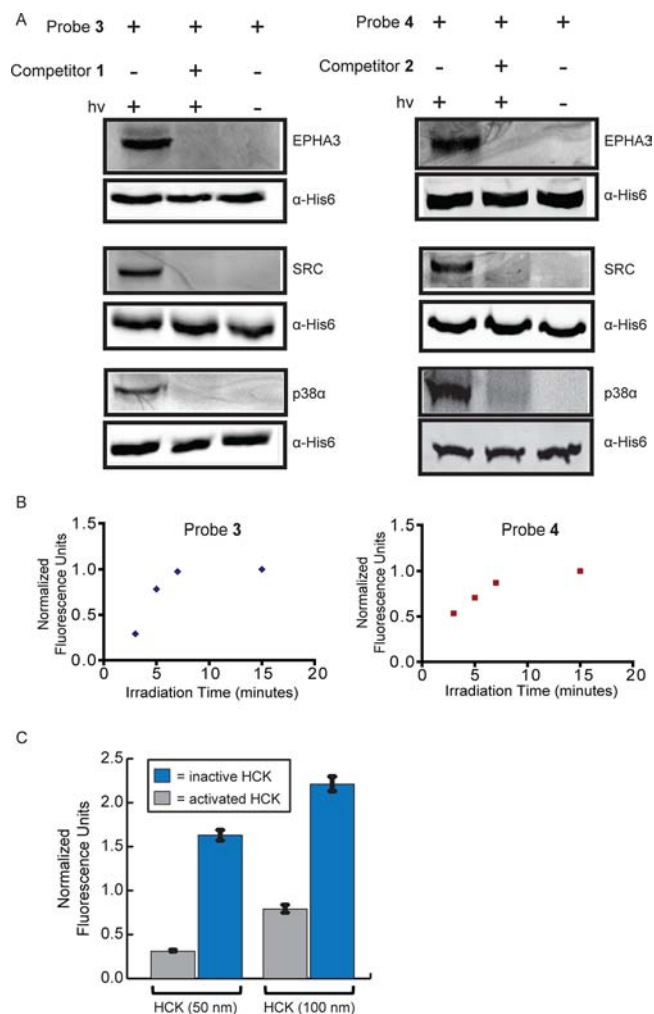 A
Probe 3 + + +
Competitor 1 - + -
hv + + -
EPHA3
α-His6
SRC
α-His6
p38α
α-His6
Probe 4 + + +
Competitor 2 - + -
hv + + -
EPHA3
α-His6
SRC
α-His6
p38α
α-His6
B
Probe 3
Normalized
Fluorescence Units
1.5
1.0
0.5
0.0
0 5 10 15 20
Irradiation Time (minutes)
Probe 4
Normalized
Fluorescence Units
1.5
1.0
0.5
0.0
0 5 10 15 20
Irradiation Time (minutes)
C
Normalized
Fluorescence Units
2.5
2.0
1.5
1.0
0.5
0.0
= inactive HCK
= activated HCK
HCK (50 nm) HCK (100 nm)